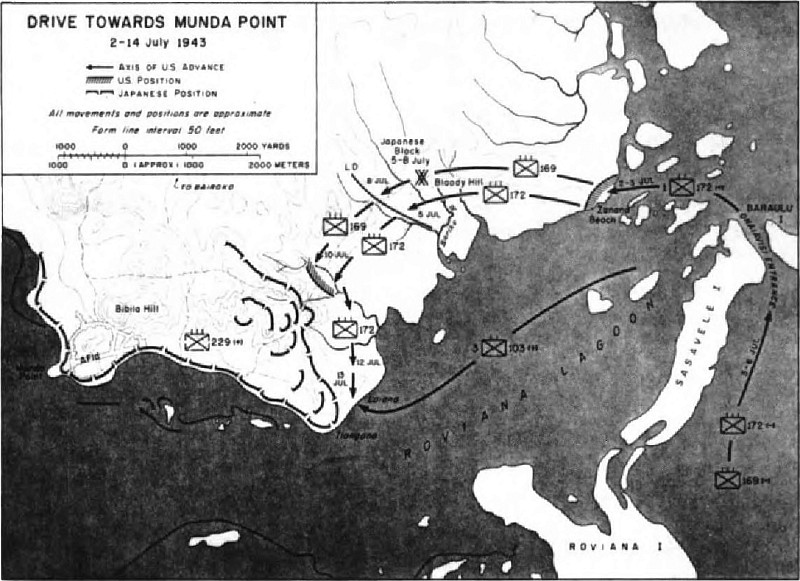 DRIVE TOWARDS MUNDA POINT
2-14 July 1943
AXIS OF U.S. ADVANCE
U.S. POSITION
JAPANESE POSITION
All movements and positions are approximate
Form line interval 50 feet
1000 0 1000 2000 YARDS
1000 0 (APPROX) 1000 2000 METERS
TO BAIROKO
Japanese
Block
5-8 July
LD
8 JUL
Bloody Hill
169
172
5 JUL
2-3 JUL
1
172 (-)
Zanana
Beach
BARAULU
I
ONAIAVISI ENTRANCE
169
172
10 JUL
Bibilo Hill
AFld
229 (+)
172
12 JUL
13
JUL
Laiana
Ilangana
3
103
ROVIANA LAGOON
SASAVELE I
5-6 JUL
172 (-)
169 (-)
ROVIANA I